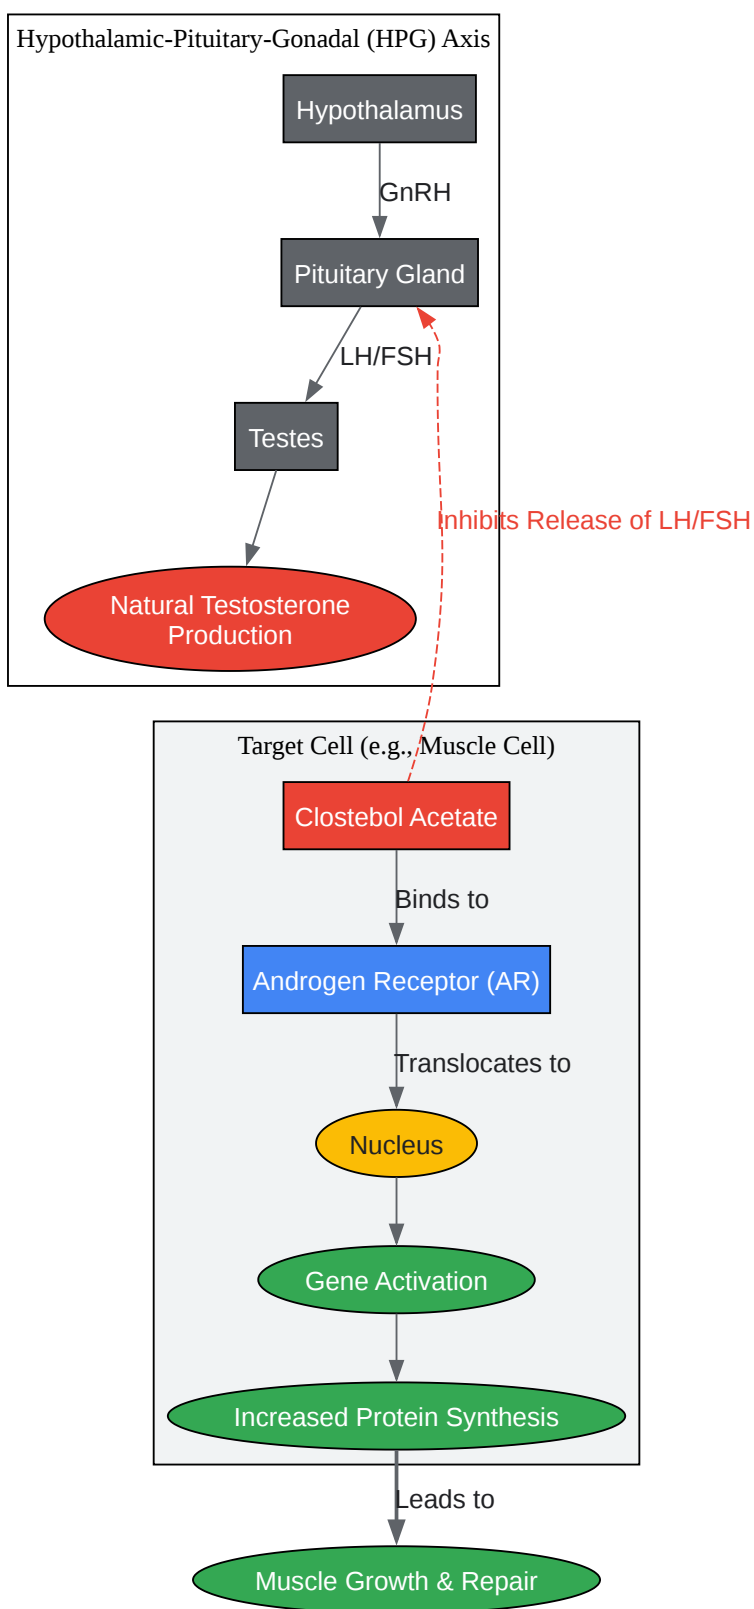 Hypothalamic-Pituitary-Gonadal (HPG) Axis
Hypothalamus
GnRH
Pituitary Gland
LH/FSH
Testes
Inhibits Release of LH/FSH
Natural Testosterone
Production
Target Cell (e.g., Muscle Cell)
Clostebol Acetate
Binds to
Androgen Receptor (AR)
Translocates to
Nucleus
Gene Activation
Increased Protein Synthesis
Leads to
Muscle Growth & Repair